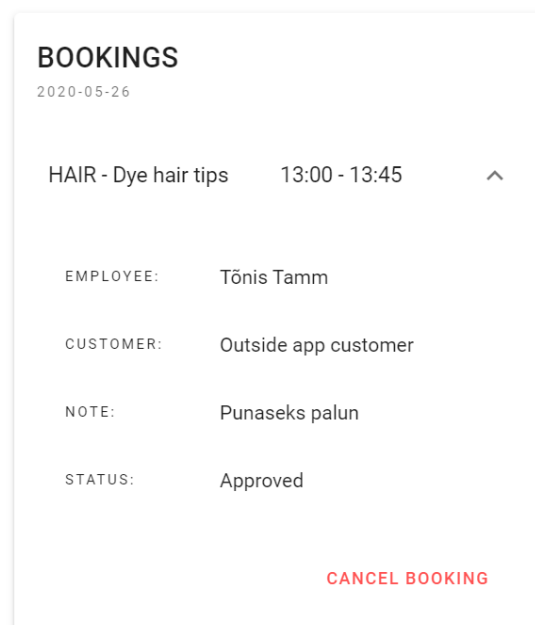 BOOKINGS
2020-05-26
HAIR - Dye hair tips 13:00 - 13:45
EMPLOYEE: Tõnis Tamm
CUSTOMER: Outside app customer
NOTE: Punaseks palun
STATUS: Approved
CANCEL BOOKING